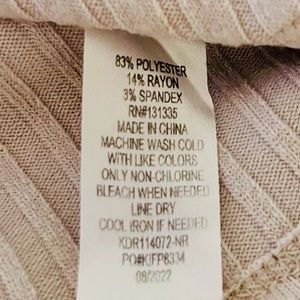 83% POLYESTER
14% RAYON
3% SPANDEX
RN#131335
MADE IN CHINA
MACHINE WASH COLD
WITH LIKE COLORS
ONLY NON-CHLORINE
BLEACH WHEN NEEDED
LINE DRY
COOL IRON IF NEEDED
KDR114072-NR
PO#KIFP8334
08/2022